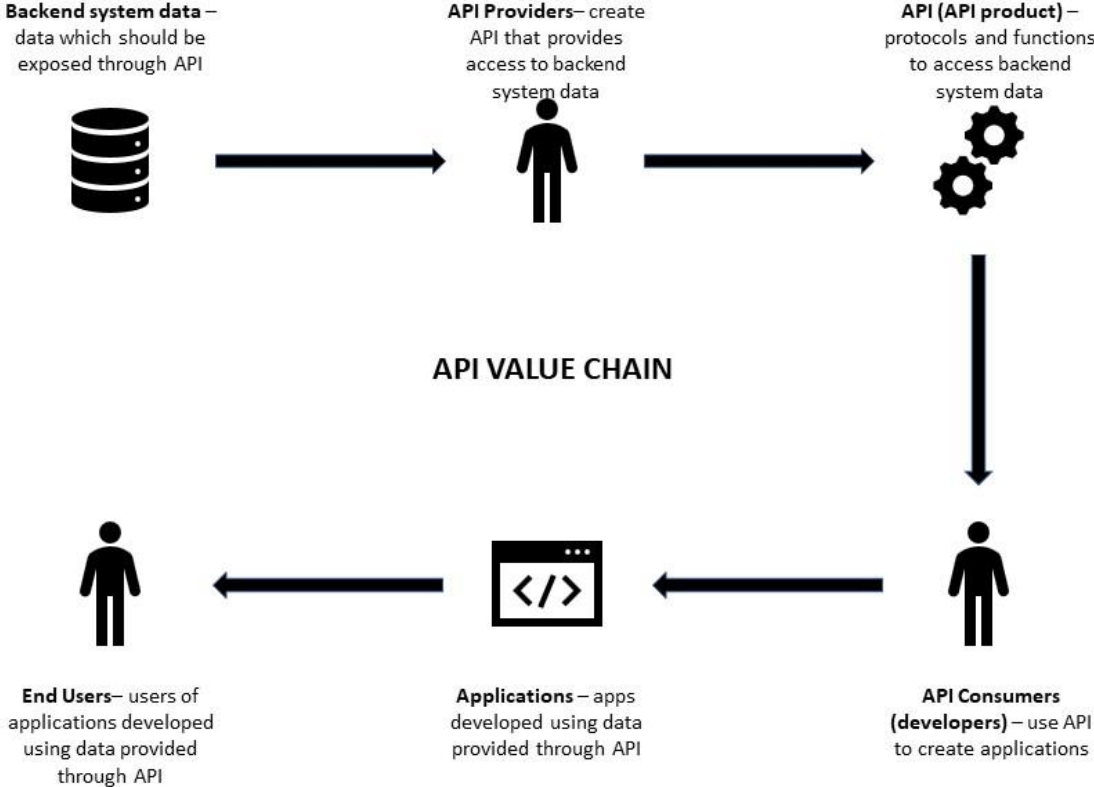 Backend system data –
data which should be
exposed through API
API Providers– create
API that provides
access to backend
system data
API (API product) –
protocols and functions
to access backend
system data
API VALUE CHAIN
</>
End Users– users of
applications developed
using data provided
through API
Applications – apps
developed using data
provided through API
API Consumers
(developers) – use API
to create applications